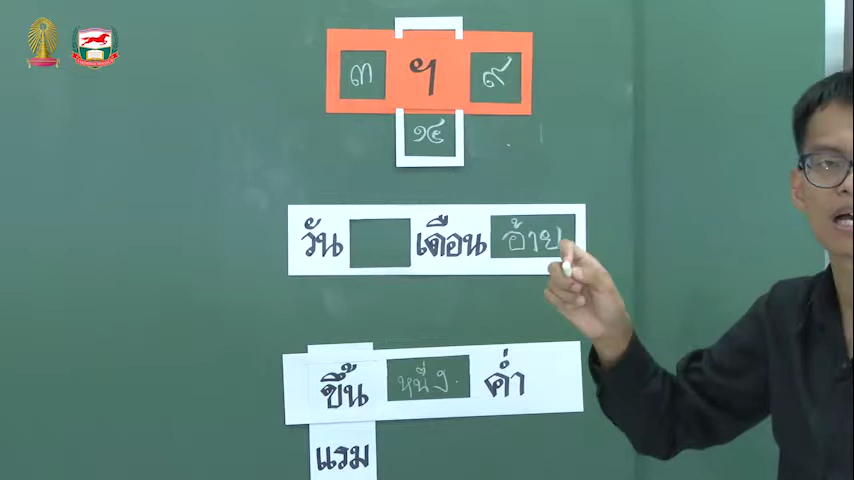 ๓ ฯ ๙
๑๔
วัน เดือน อ้าย
ขึ้น หนึ่ง ค่ำ
แรม